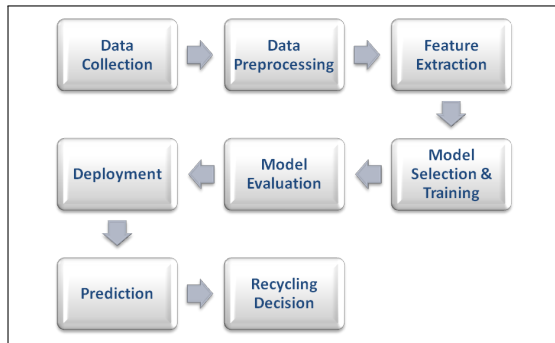 Data
Collection
Data
Preprocessing
Feature
Extraction
Model
Selection &
Training
Model
Evaluation
Deployment
Prediction
Recycling
Decision